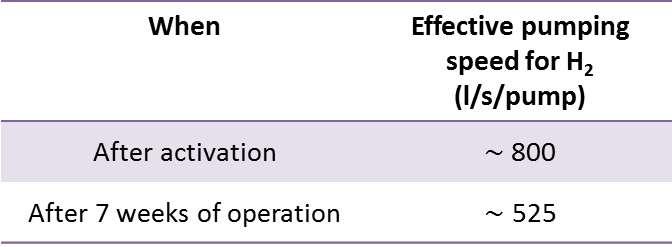 When Effective pumping
speed for H₂
(l/s/pump)
After activation ~ 800
After 7 weeks of operation ~ 525